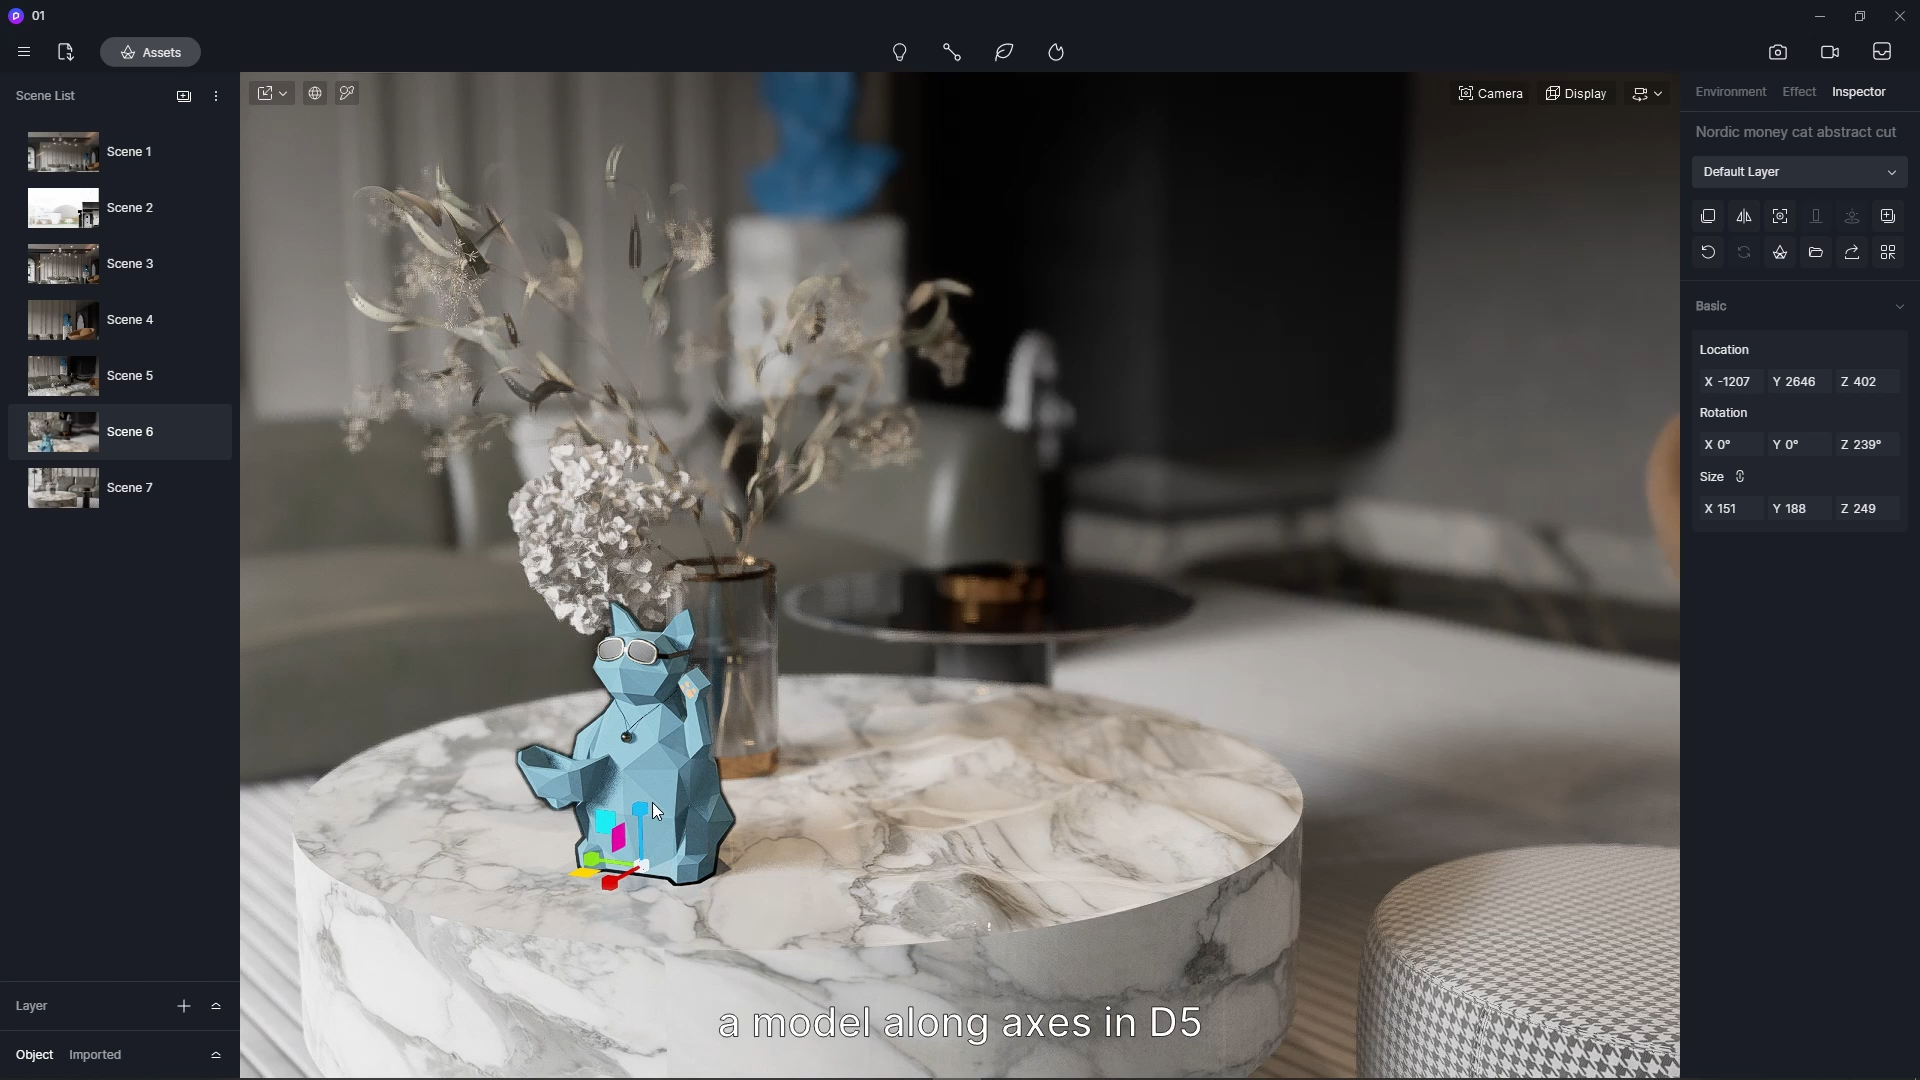 01
Assets
Scene List
Camera
Display
Environment
Effect
Inspector
Scene 1
Scene 2
Scene 3
Scene 4
Scene 5
Scene 6
Scene 7
Nordic money cat abstract cut
Default Layer
Basic
Location
X -1207 Y 2646 Z 402
Rotation
X 0° Y 0° Z 239°
Size
X 151 Y 188 Z 249
Layer
Object
Imported
a model along axes in D5